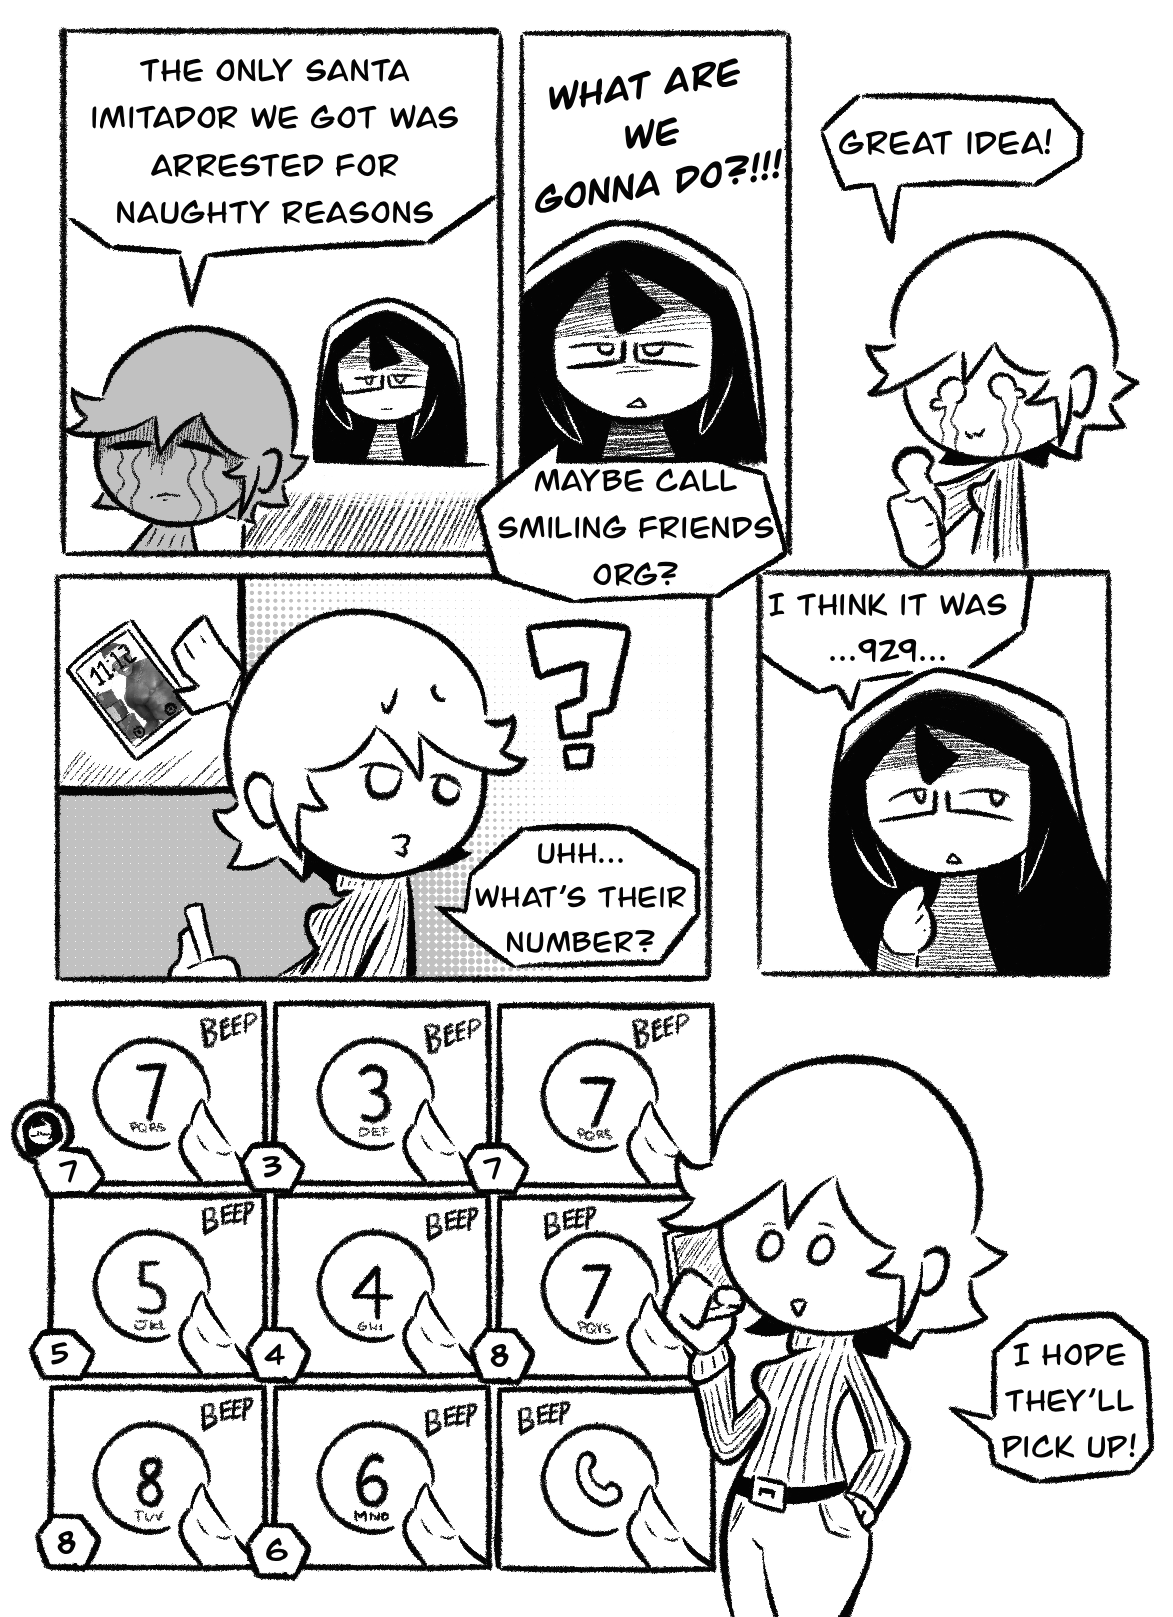 THE ONLY SANTA
IMITADOR WE GOT WAS
ARRESTED FOR
NAUGHTY REASONS
WHAT ARE
WE
GONNA DO?!!!
MAYBE CALL
SMILING FRIENDS
ORG?
GREAT IDEA!
11:12
?
UHH...
WHAT'S THEIR
NUMBER?
I THINK IT WAS
...929...
BEEP
7
PQRS
7
BEEP
3
DEF
3
BEEP
7
PQRS
7
BEEP
5
JKL
5
BEEP
4
GHI
4
BEEP
7
PQRS
8
BEEP
8
TUV
8
BEEP
6
MNO
6
BEEP
I HOPE
THEY'LL
PICK UP!